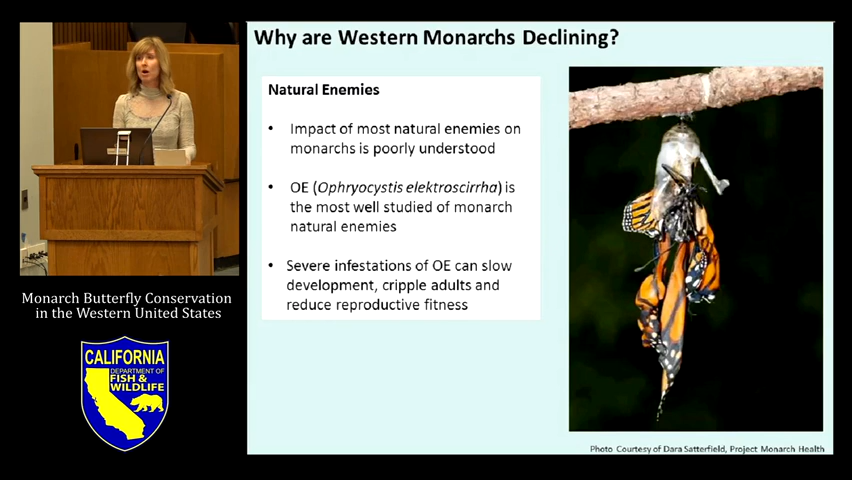 Why are Western Monarchs Declining?
Natural Enemies
• Impact of most natural enemies on
monarchs is poorly understood
• OE (Ophryocystis elektroscirrha) is
the most well studied of monarch
natural enemies
• Severe infestations of OE can slow
development, cripple adults and
reduce reproductive fitness
Photo Courtesy of Dara Satterfield, Project Monarch Health
Monarch Butterfly Conservation
in the Western United States
CALIFORNIA
DEPARTMENT OF
FISH &
WILDLIFE